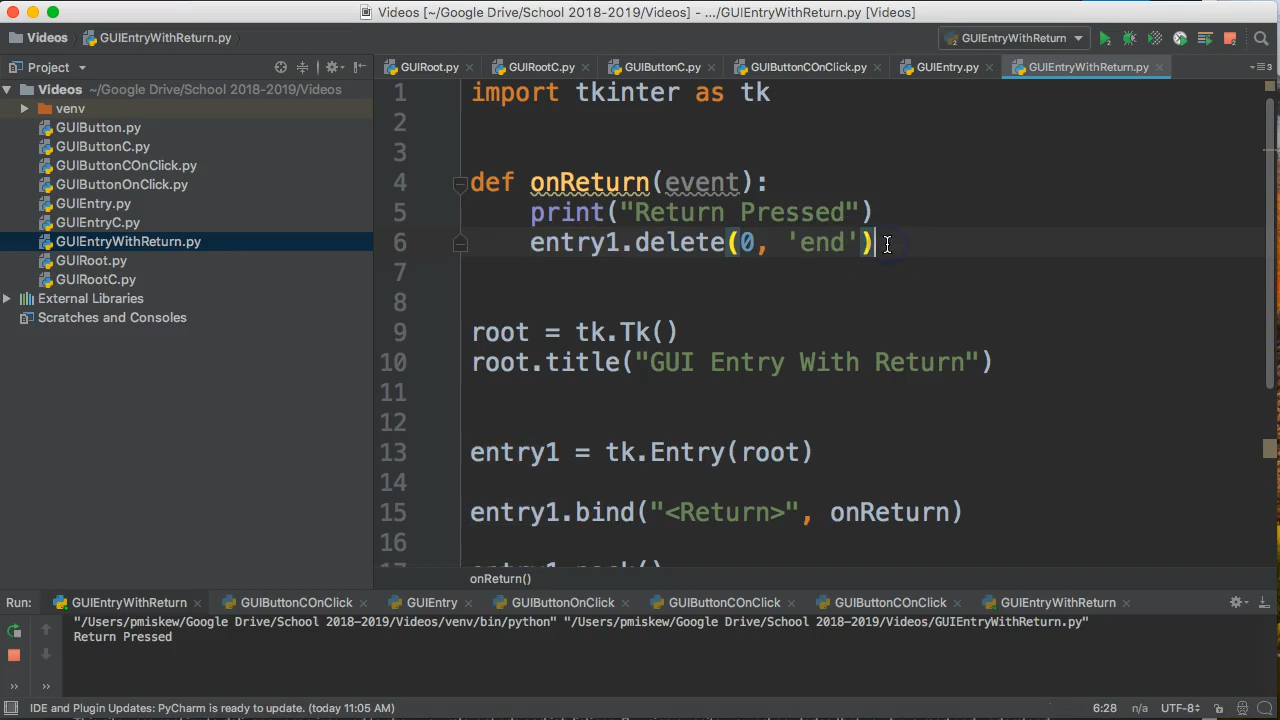 Videos [~/Google Drive/School 2018-2019/Videos] - .../GUIEntryWithReturn.py [Videos]
Videos GUIEntryWithReturn.py GUIEntryWithReturn
Project GUIRoot.py GUIRootC.py GUIButtonC.py GUIButtonCOnClick.py GUIEntry.py GUIEntryWithReturn.py
Videos ~/Google Drive/School 2018-2019/Videos
venv
GUIButton.py
GUIButtonC.py
GUIButtonCOnClick.py
GUIButtonOnClick.py
GUIEntry.py
GUIEntryC.py
GUIEntryWithReturn.py
GUIRoot.py
GUIRootC.py
External Libraries
Scratches and Consoles
1 import tkinter as tk
2
3
4 def onReturn(event):
5 print("Return Pressed")
6 entry1.delete(0, 'end')
7
8
9 root = tk.Tk()
10 root.title("GUI Entry With Return")
11
12
13 entry1 = tk.Entry(root)
14
15 entry1.bind("<Return>", onReturn)
16
17 entry1.pack()
onReturn()
Run: GUIEntryWithReturn GUIButtonCOnClick GUIEntry GUIButtonOnClick GUIButtonCOnClick GUIButtonCOnClick GUIEntryWithReturn
"/Users/pmiskew/Google Drive/School 2018-2019/Videos/venv/bin/python" "/Users/pmiskew/Google Drive/School 2018-2019/Videos/GUIEntryWithReturn.py"
Return Pressed
IDE and Plugin Updates: PyCharm is ready to update. (today 11:05 AM) 6:28 n/a UTF-8